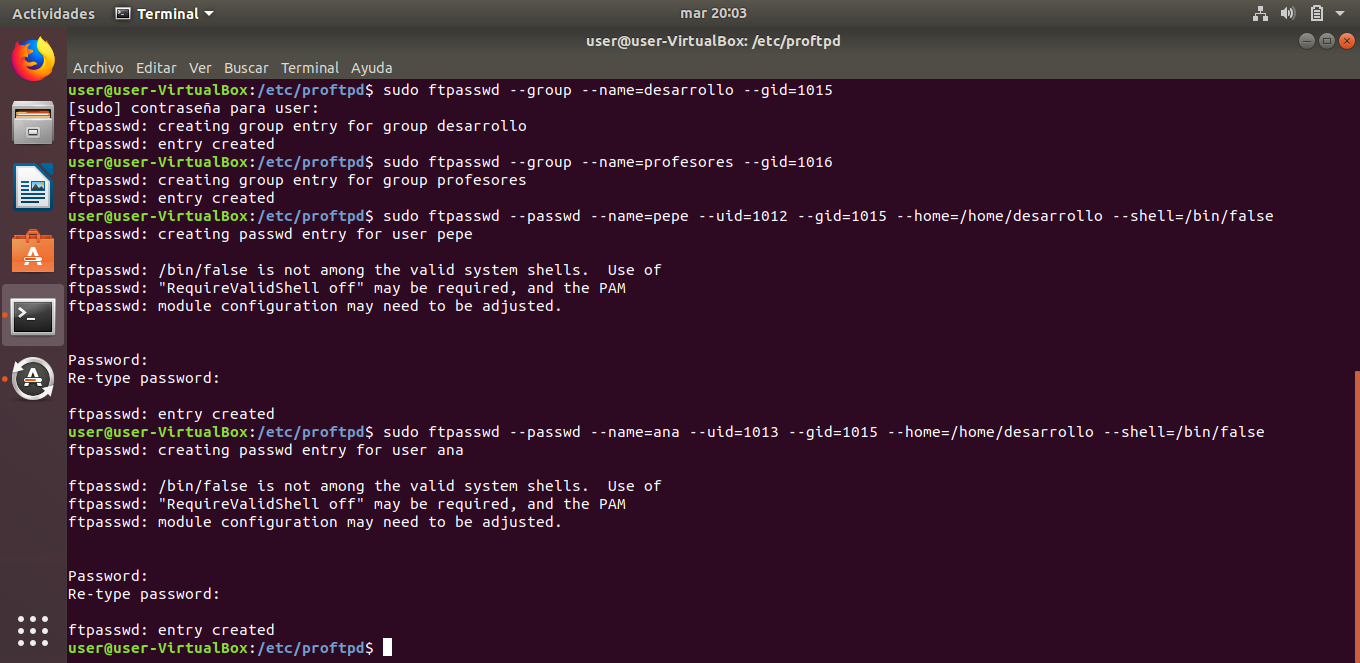 Actividades Terminal mar 20:03
user@user-VirtualBox: /etc/proftpd
Archivo Editar Ver Buscar Terminal Ayuda
user@user-VirtualBox:/etc/proftpd$ sudo ftpasswd --group --name=desarrollo --gid=1015
[sudo] contraseña para user:
ftpasswd: creating group entry for group desarrollo
ftpasswd: entry created
user@user-VirtualBox:/etc/proftpd$ sudo ftpasswd --group --name=profesores --gid=1016
ftpasswd: creating group entry for group profesores
ftpasswd: entry created
user@user-VirtualBox:/etc/proftpd$ sudo ftpasswd --passwd --name=pepe --uid=1012 --gid=1015 --home=/home/desarrollo --shell=/bin/false
ftpasswd: creating passwd entry for user pepe
ftpasswd: /bin/false is not among the valid system shells.  Use of
ftpasswd: "RequireValidShell off" may be required, and the PAM
ftpasswd: module configuration may need to be adjusted.
Password:
Re-type password:
ftpasswd: entry created
user@user-VirtualBox:/etc/proftpd$ sudo ftpasswd --passwd --name=ana --uid=1013 --gid=1015 --home=/home/desarrollo --shell=/bin/false
ftpasswd: creating passwd entry for user ana
ftpasswd: /bin/false is not among the valid system shells.  Use of
ftpasswd: "RequireValidShell off" may be required, and the PAM
ftpasswd: module configuration may need to be adjusted.
Password:
Re-type password:
ftpasswd: entry created
user@user-VirtualBox:/etc/proftpd$